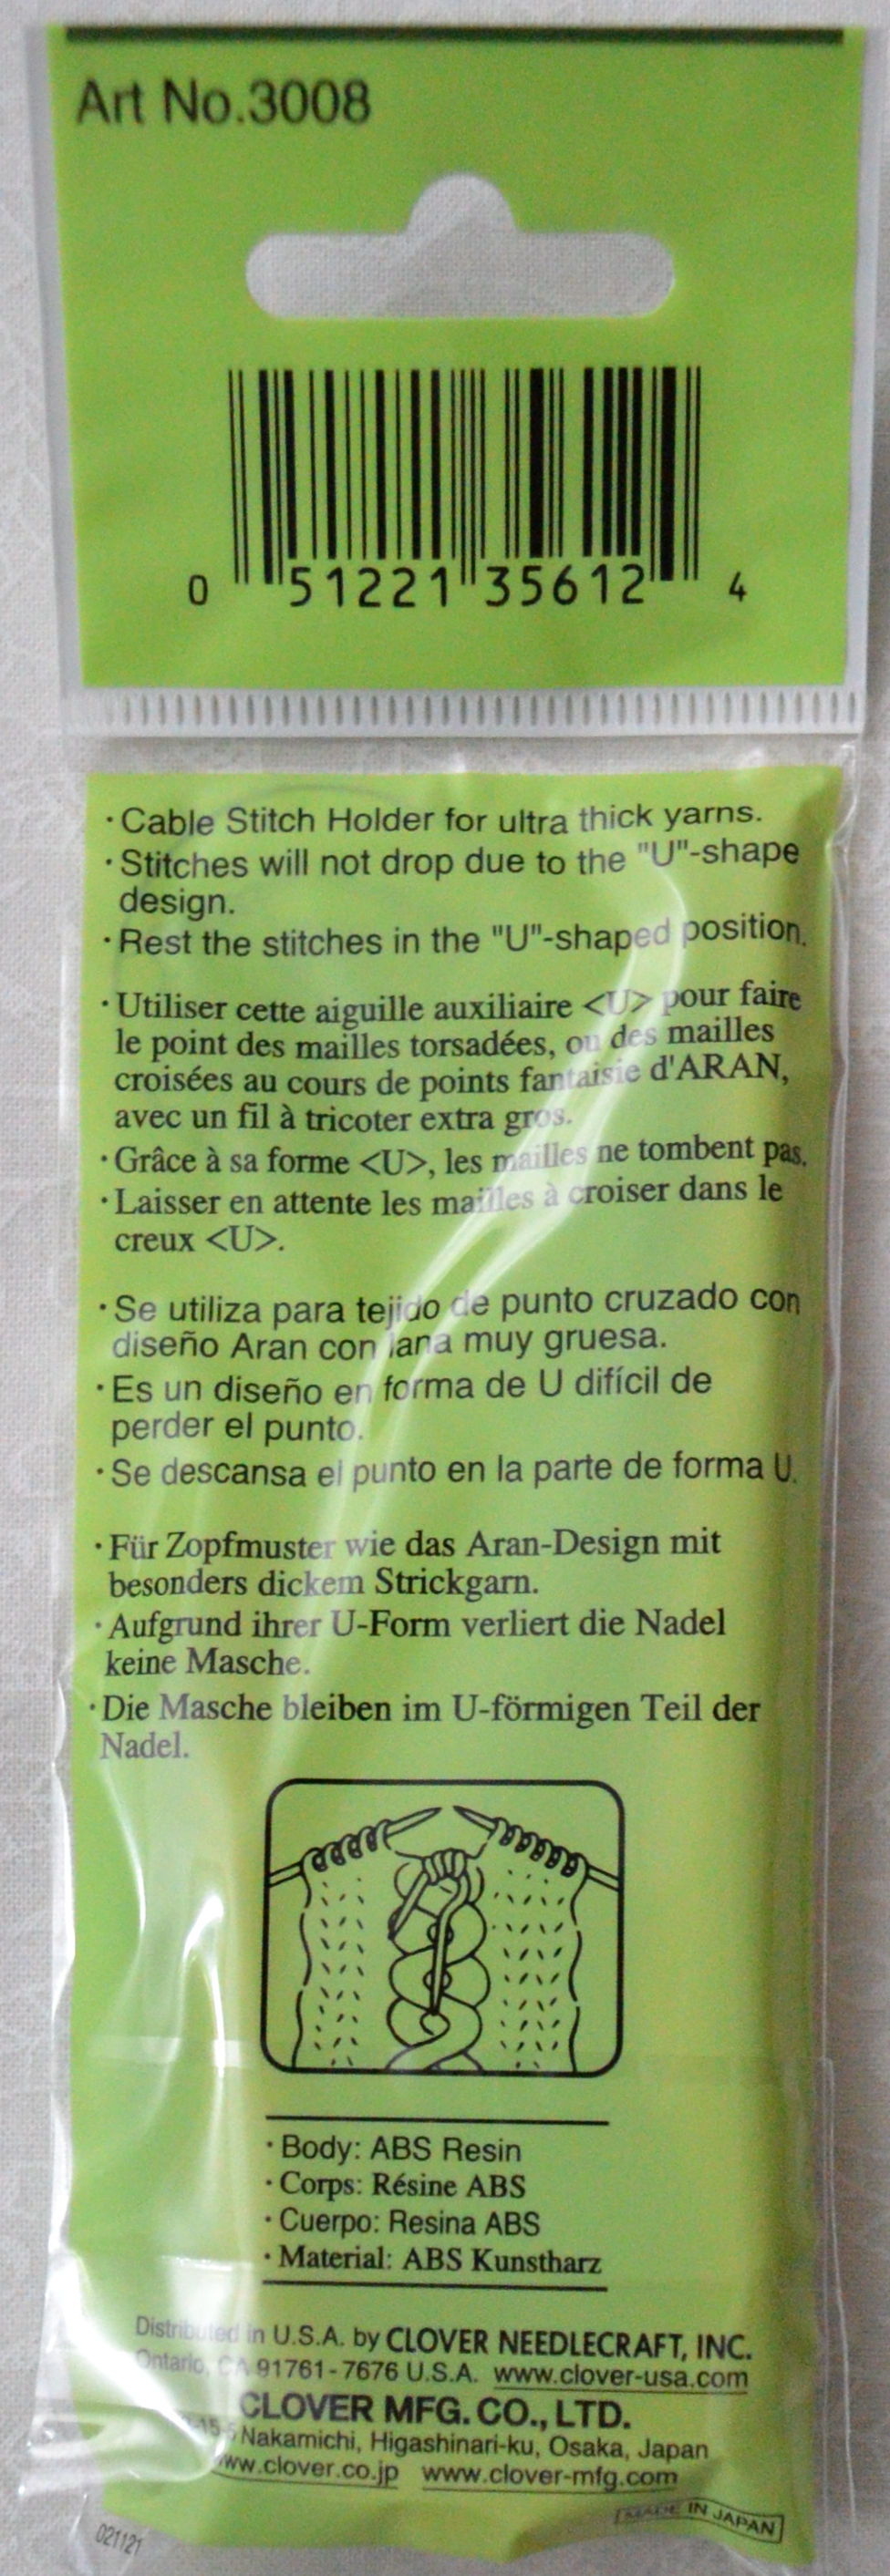 Art No.3008
0 51221 35612 4
·Cable Stitch Holder for ultra thick yarns.
·Stitches will not drop due to the "U"-shape
design.
·Rest the stitches in the "U"-shaped position.
·Utiliser cette aiguille auxiliaire <U> pour faire
le point des mailles torsadées, ou des mailles
croisées au cours de points fantaisie d'ARAN,
avec un fil à tricoter extra gros.
·Grâce à sa forme <U>, les mailles ne tombent pas.
·Laisser en attente les mailles à croiser dans le
creux <U>.
·Se utiliza para tejido de punto cruzado con
diseño Aran con lana muy gruesa.
·Es un diseño en forma de U difícil de
perder el punto.
·Se descansa el punto en la parte de forma U.
·Für Zopfmuster wie das Aran-Design mit
besonders dickem Strickgarn.
·Aufgrund ihrer U-Form verliert die Nadel
keine Masche.
·Die Masche bleiben im U-förmigen Teil der
Nadel.
·Body: ABS Resin
·Corps: Résine ABS
·Cuerpo: Resina ABS
·Material: ABS Kunstharz
Distributed in U.S.A. by CLOVER NEEDLECRAFT, INC.
Ontario, CA 91761-7676 U.S.A. www.clover-usa.com
CLOVER MFG. CO., LTD.
Nakamichi, Higashinari-ku, Osaka, Japan
www.clover.co.jp www.clover-mfg.com
MADE IN JAPAN
021121